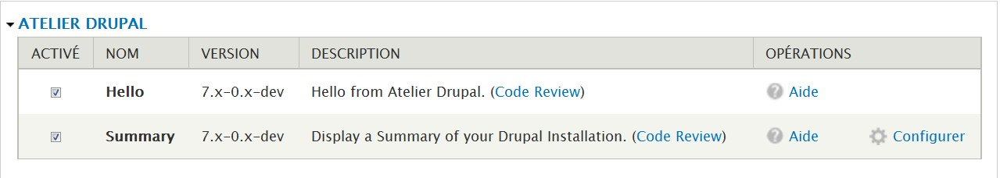 ATELIER DRUPAL
ACTIVÉ NOM VERSION DESCRIPTION OPÉRATIONS
Hello 7.x-0.x-dev Hello from Atelier Drupal. (Code Review) Aide
Summary 7.x-0.x-dev Display a Summary of your Drupal Installation. (Code Review) Aide Configurer